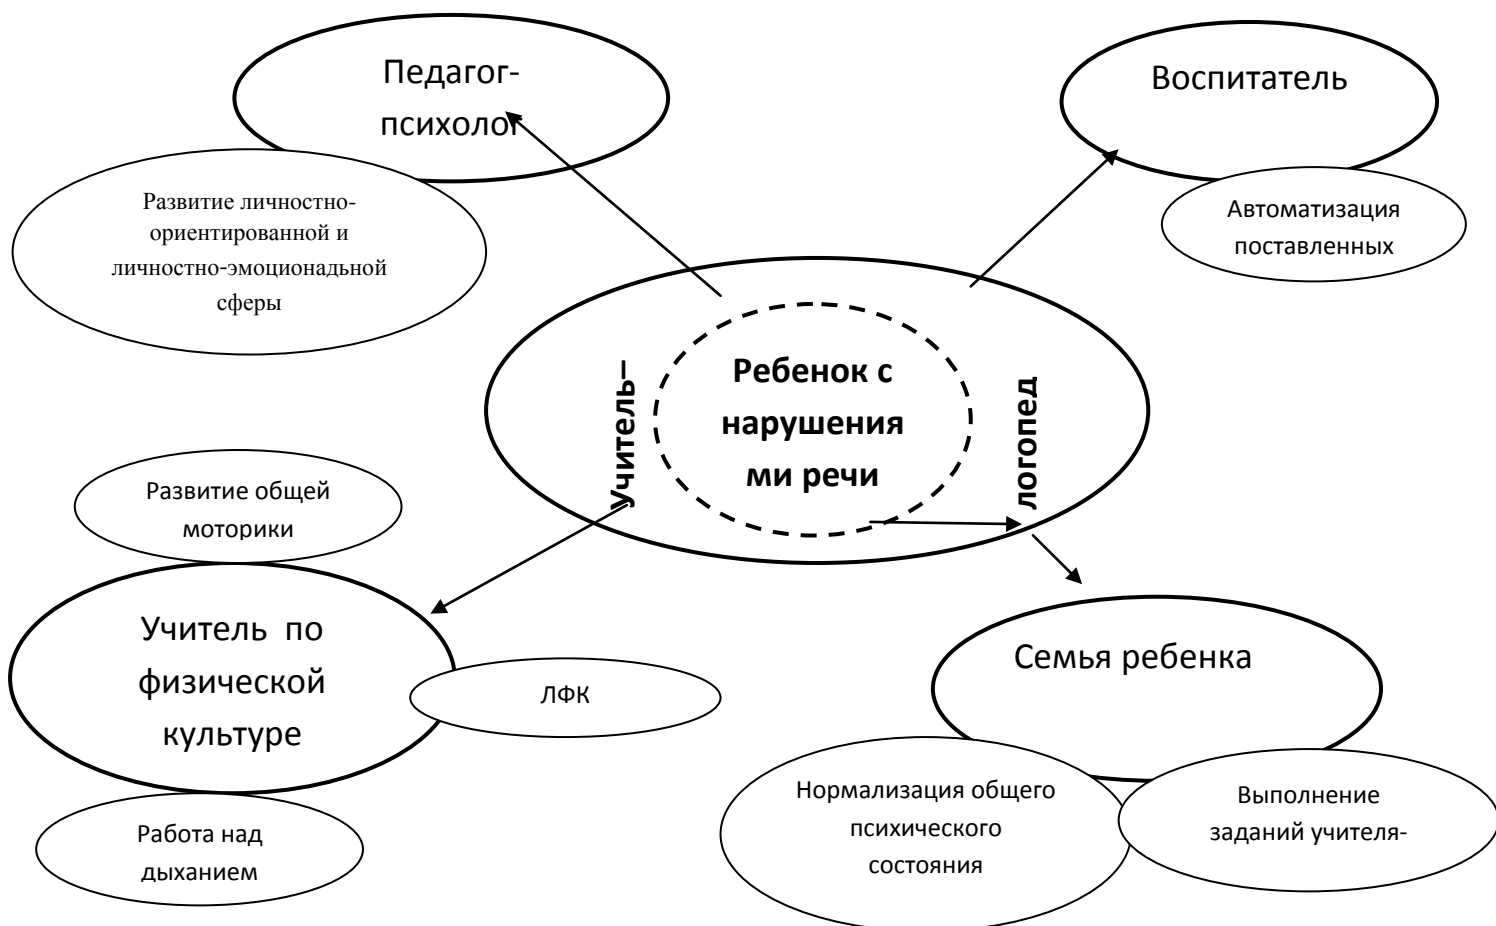 Педагог-
психолог
Воспитатель
Развитие личностно-
ориентированной и
личностно-эмоционадьной
сферы
Автоматизация
поставленных
Учитель–
Ребенок с
нарушения
ми речи
логопед
Развитие общей
моторики
Учитель по
физической
культуре
ЛФК
Работа над
дыханием
Семья ребенка
Нормализация общего
психического
состояния
Выполнение
заданий учителя-